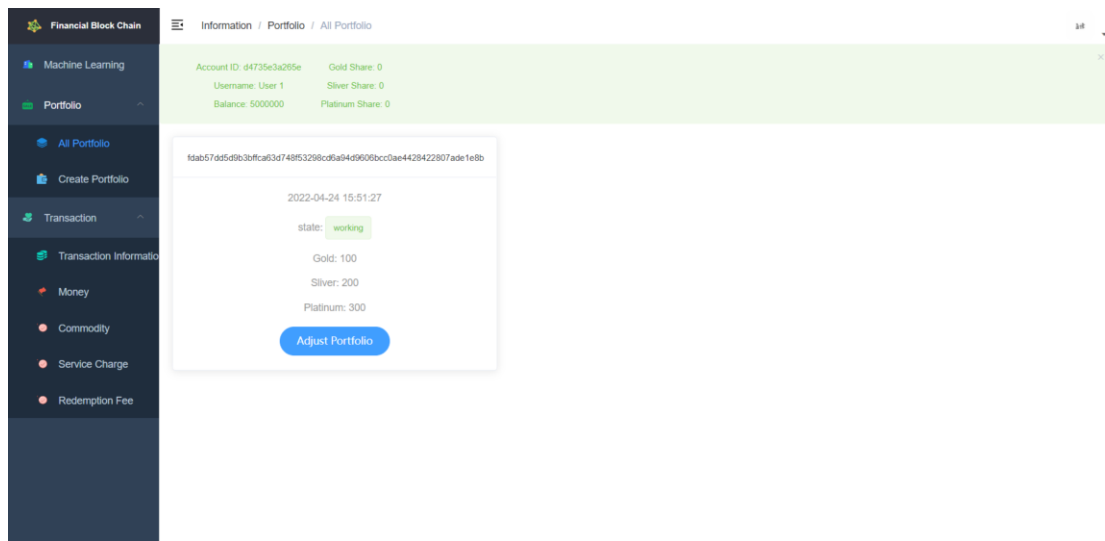 Financial Block Chain
Information / Portfolio / All Portfolio
Machine Learning
Portfolio
All Portfolio
Create Portfolio
Transaction
Transaction Informatio
Money
Commodity
Service Charge
Redemption Fee
Account ID: d4735e3a265e Gold Share: 0
Username: User 1 Sliver Share: 0
Balance: 5000000 Platinum Share: 0
fdab57dd5d9b3bffca63d748f53298cd6a94d9606bcc0ae4428422807ade1e8b
2022-04-24 15:51:27
state: working
Gold: 100
Sliver: 200
Platinum: 300
Adjust Portfolio